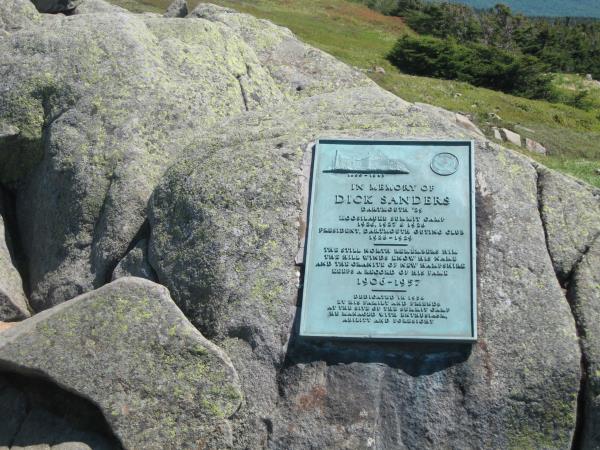 1860-1942
IN MEMORY OF
DICK SANDERS
DARTMOUTH '29
MOOSILAUKE SUMMIT CAMP
1926, 1927 & 1928
PRESIDENT, DARTMOUTH OUTING CLUB
1928-1929
THE STILL NORTH REMEMBERS HIM
THE HILL WINDS KNOW HIS NAME
AND THE GRANITE OF NEW HAMPSHIRE
KEEPS A RECORD OF HIS FAME
1906-1957
DEDICATED IN 1958
BY HIS FAMILY AND FRIENDS
AT THE SITE OF THE SUMMIT CAMP
HE MANAGED WITH ENTHUSIASM,
ABILITY AND FORESIGHT